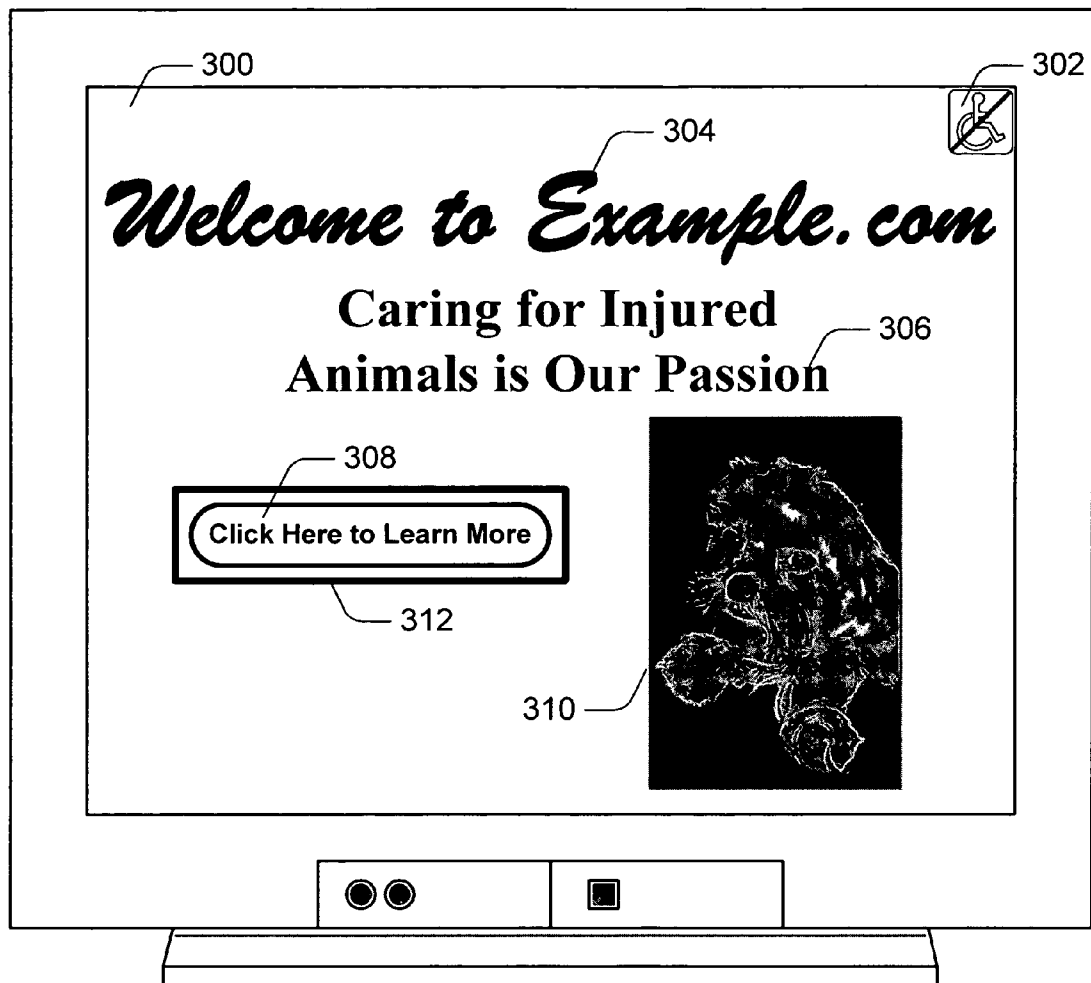 300
302
304
Welcome to Example.com
Caring for Injured
306
Animals is Our Passion
308
Click Here to Learn More
312
310